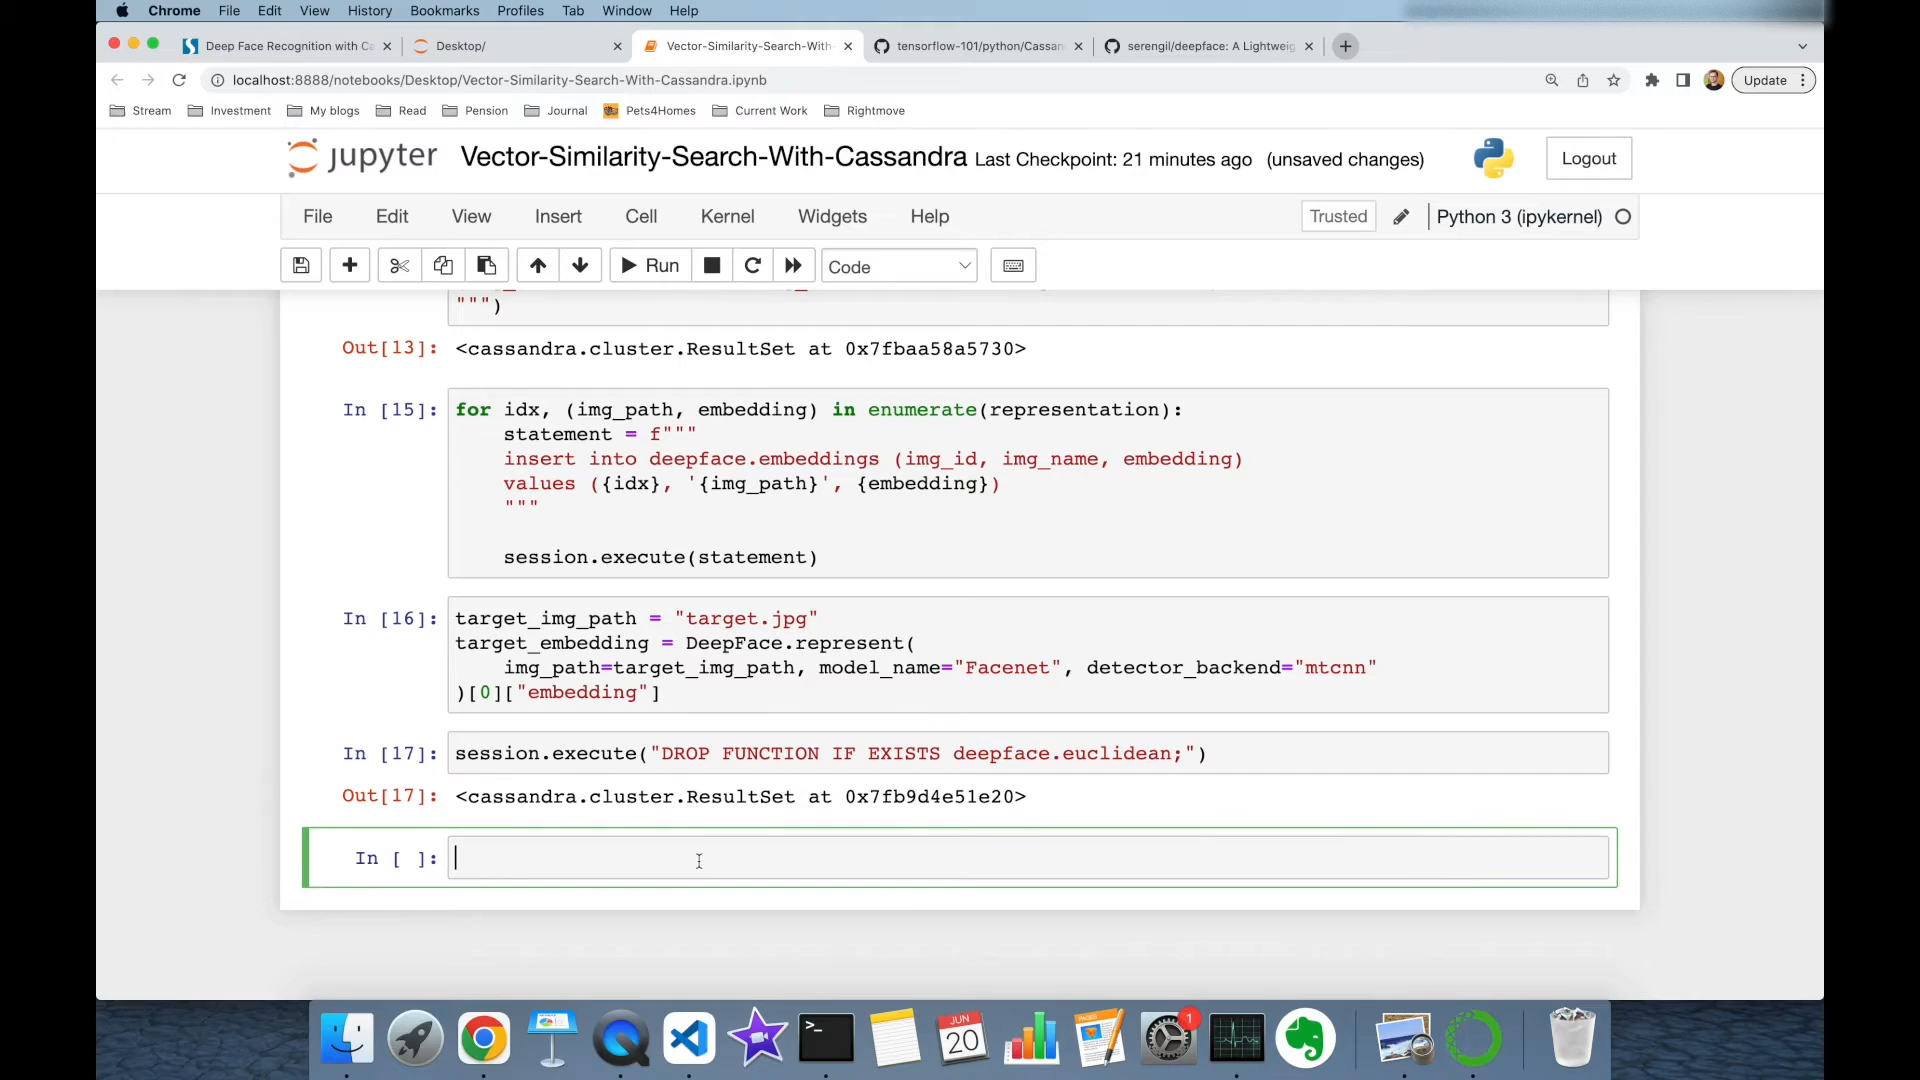 Chrome File Edit View History Bookmarks Profiles Tab Window Help
Deep Face Recognition with Ca
Desktop/
Vector-Similarity-Search-With-
tensorflow-101/python/Cassan
serengil/deepface: A Lightweig
localhost:8888/notebooks/Desktop/Vector-Similarity-Search-With-Cassandra.ipynb
Update
Stream Investment My blogs Read Pension Journal Pets4Homes Current Work Rightmove
jupyter Vector-Similarity-Search-With-Cassandra Last Checkpoint: 21 minutes ago (unsaved changes)
Logout
File Edit View Insert Cell Kernel Widgets Help
Trusted
Python 3 (ipykernel)
Run
Code
""")
Out[13]: <cassandra.cluster.ResultSet at 0x7fbaa58a5730>
In [15]: for idx, (img_path, embedding) in enumerate(representation):
statement = f"""
insert into deepface.embeddings (img_id, img_name, embedding)
values ({idx}, '{img_path}', {embedding})
"""
session.execute(statement)
In [16]: target_img_path = "target.jpg"
target_embedding = DeepFace.represent(
img_path=target_img_path, model_name="Facenet", detector_backend="mtcnn"
)[0]["embedding"]
In [17]: session.execute("DROP FUNCTION IF EXISTS deepface.euclidean;")
Out[17]: <cassandra.cluster.ResultSet at 0x7fb9d4e51e20>
In [ ]:
JUN
20
1
>_